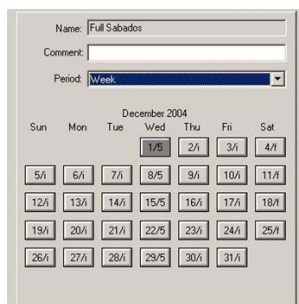 Name: Full Sabados
Comment:
Period: Week
December 2004
Sun Mon Tue Wed Thu Fri Sat
1/5 2/i 3/i 4/f
5/i 6/i 7/i 8/5 9/i 10/i 11/f
12/i 13/i 14/i 15/5 16/i 17/i 18/f
19/i 20/i 21/i 22/5 23/i 24/i 25/f
26/i 27/i 28/i 29/5 30/i 31/i